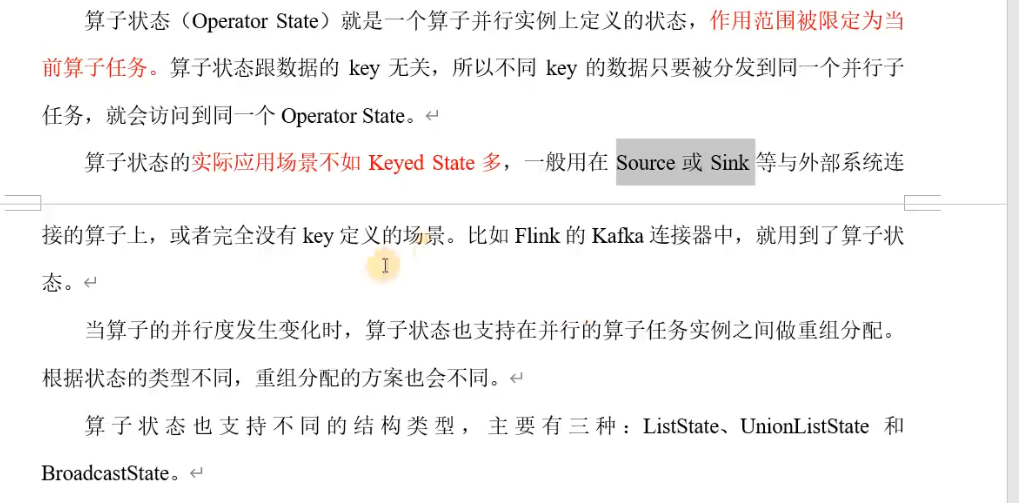 算子状态（Operator State）就是一个算子并行实例上定义的状态，作用范围被限定为当
前算子任务。算子状态跟数据的 key 无关，所以不同 key 的数据只要被分发到同一个并行子
任务，就会访问到同一个 Operator State。
算子状态的实际应用场景不如 Keyed State 多，一般用在 Source 或 Sink 等与外部系统连
接的算子上，或者完全没有 key 定义的场景。比如 Flink 的 Kafka 连接器中，就用到了算子状
态。
当算子的并行度发生变化时，算子状态也支持在并行的算子任务实例之间做重组分配。
根据状态的类型不同，重组分配的方案也会不同。
算子状态也支持不同的结构类型，主要有三种：ListState、UnionListState 和
BroadcastState。